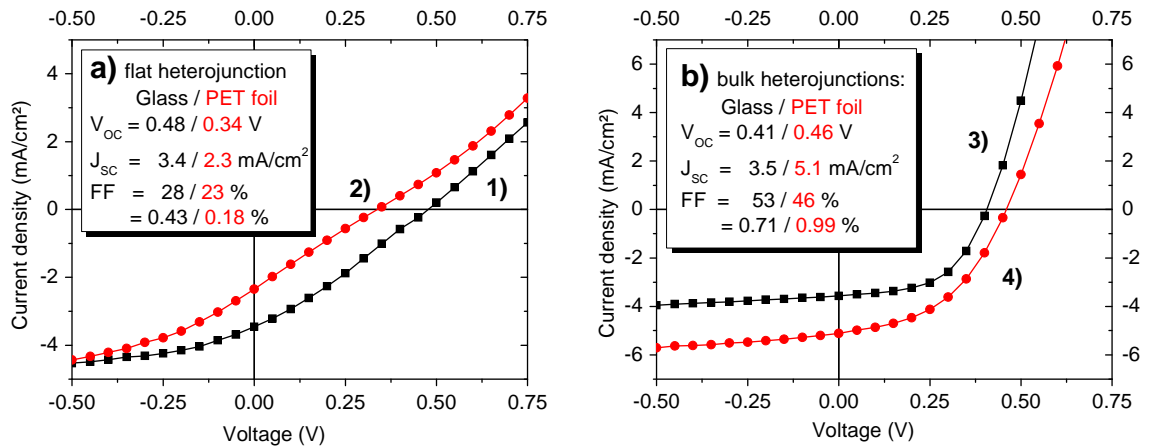 -0.50 -0.25 0.00 0.25 0.50 0.75
4
2
0
-2
-4
Current density (mA/cm²)
a) flat heterojunction
Glass / PET foil
VOC = 0.48 / 0.34 V
JSC = 3.4 / 2.3 mA/cm²
FF = 28 / 23 %
= 0.43 / 0.18 %
2)
1)
-0.50 -0.25 0.00 0.25 0.50 0.75
Voltage (V)
-0.50 -0.25 0.00 0.25 0.50 0.75
6 6
4 4
2 2
0 0
-2 -2
-4 -4
-6 -6
Current density (mA/cm²)
b) bulk heterojunctions:
Glass / PET foil
VOC = 0.41 / 0.46 V
JSC = 3.5 / 5.1 mA/cm²
FF = 53 / 46 %
= 0.71 / 0.99 %
3)
4)
-0.50 -0.25 0.00 0.25 0.50 0.75
Voltage (V)